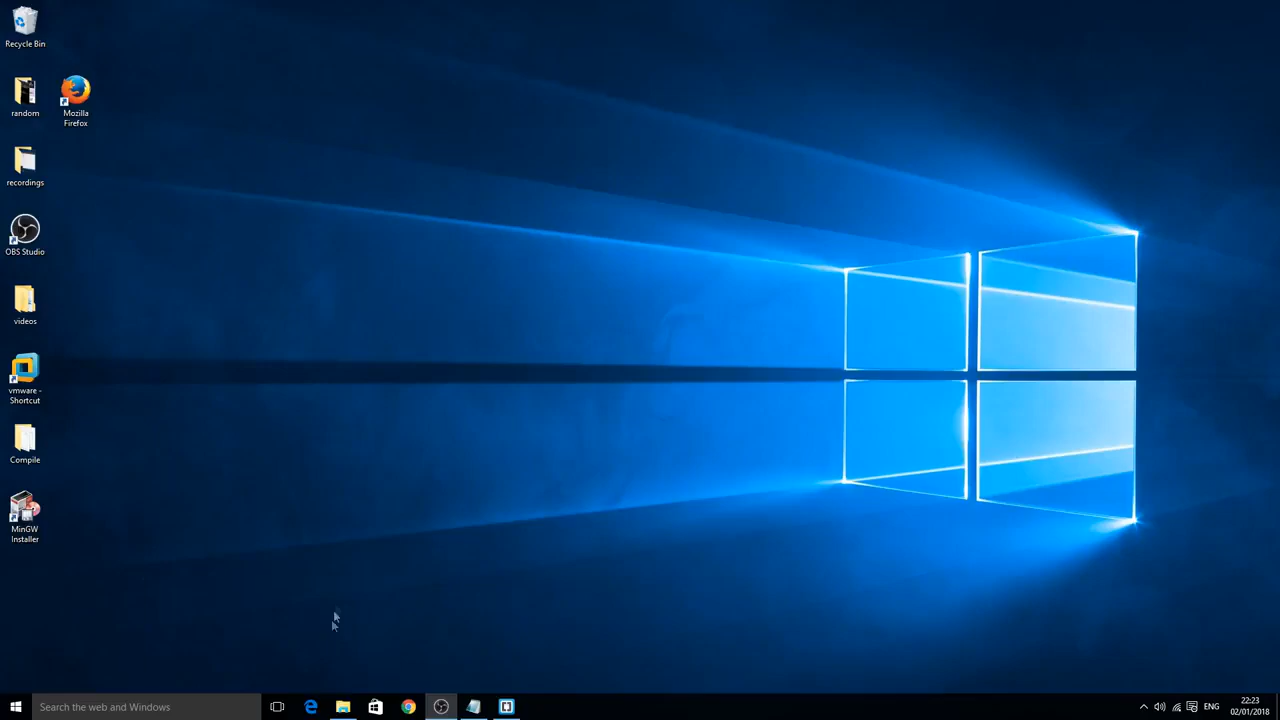 Recycle Bin
random
Mozilla
Firefox
recordings
OBS Studio
videos
vmware -
Shortcut
Compile
MinGW
Installer
Search the web and Windows
ENG
22:23
02/01/2018